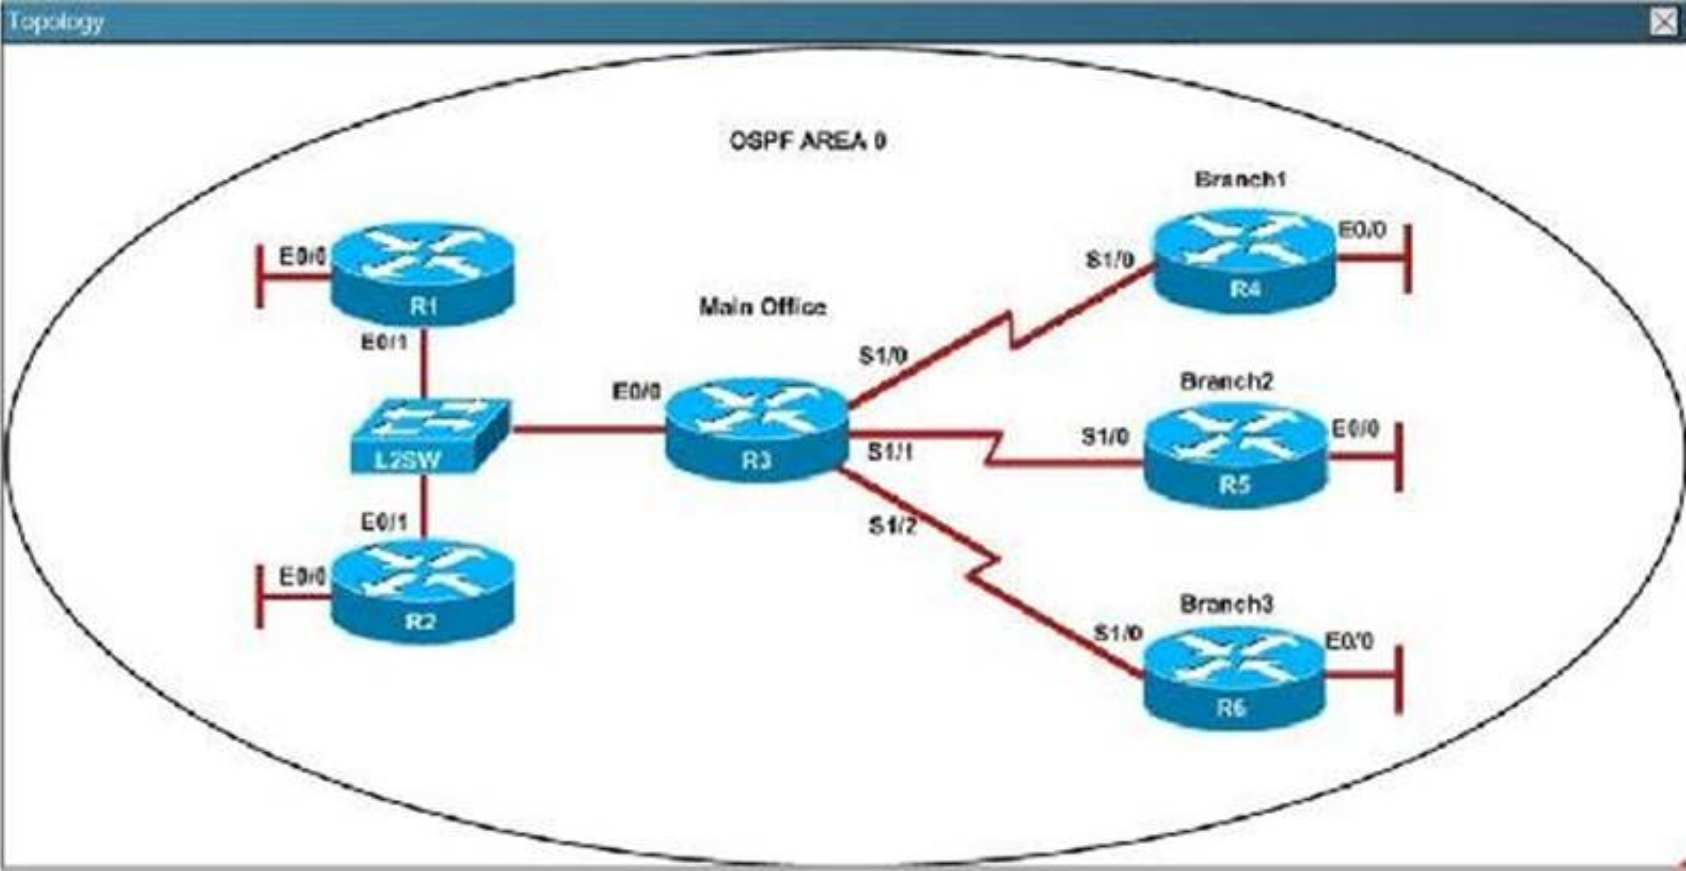 Topology
OSPF AREA 0
Branch1
E0/0
E0/0
S1/0
R4
R1
Main Office
E0/1
S1/0
Branch2
E0/0
S1/0
E0/0
L2SW
R3
S1/1
R5
E0/1
S1/2
E0/0
Branch3
R2
S1/0
E0/0
R6